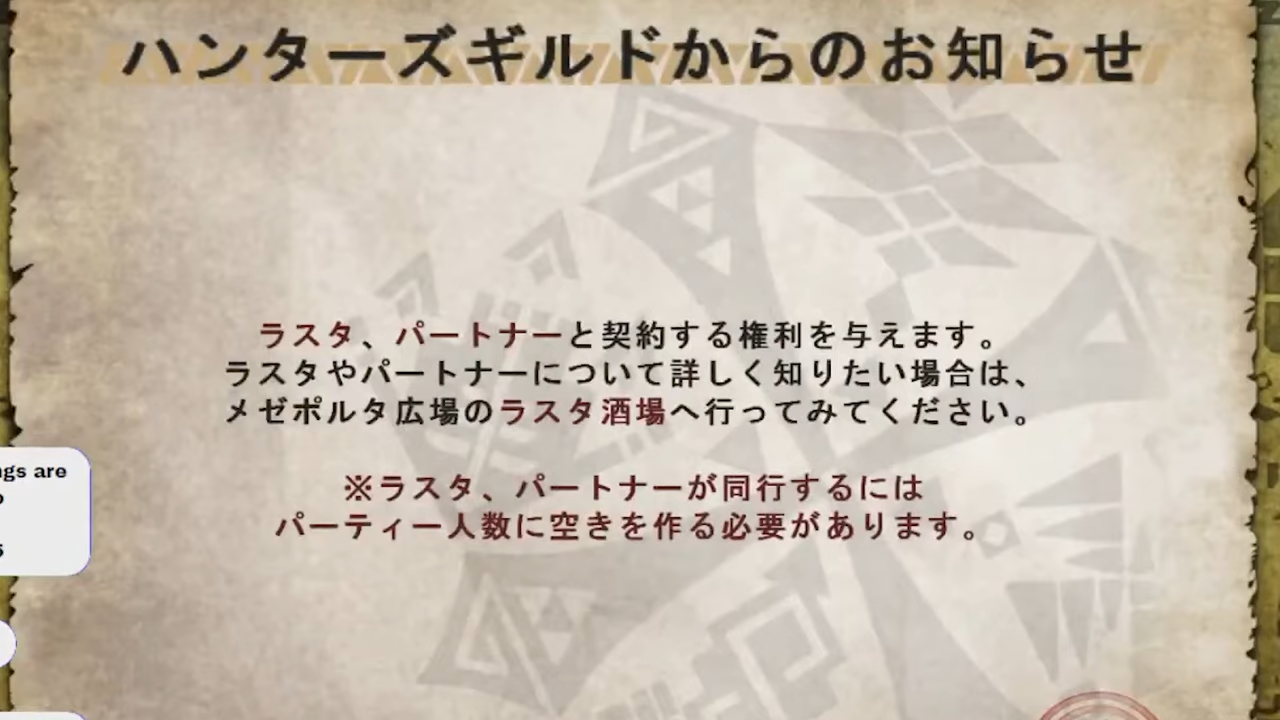 ハンターズギルドからのお知らせ
ラスタ、パートナーと契約する権利を与えます。
ラスタやパートナーについて詳しく知りたい場合は、
メゼポルタ広場のラスタ酒場へ行ってみてください。
※ラスタ、パートナーが同行するには
パーティー人数に空きを作る必要があります。
are